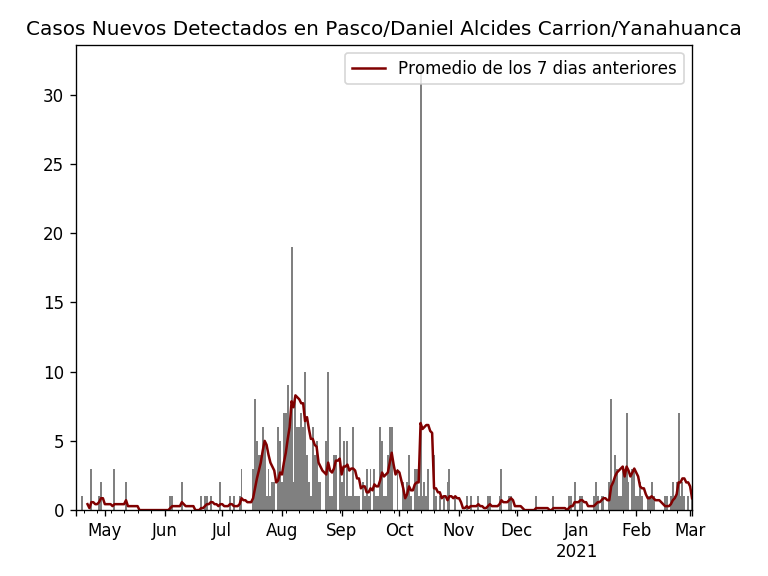 Casos Nuevos Detectados en Pasco/Daniel Alcides Carrion/Yanahuanca
Promedio de los 7 dias anteriores
30
25
20
15
10
5
0
May Jun Jul Aug Sep Oct Nov Dec Jan Feb Mar
2021